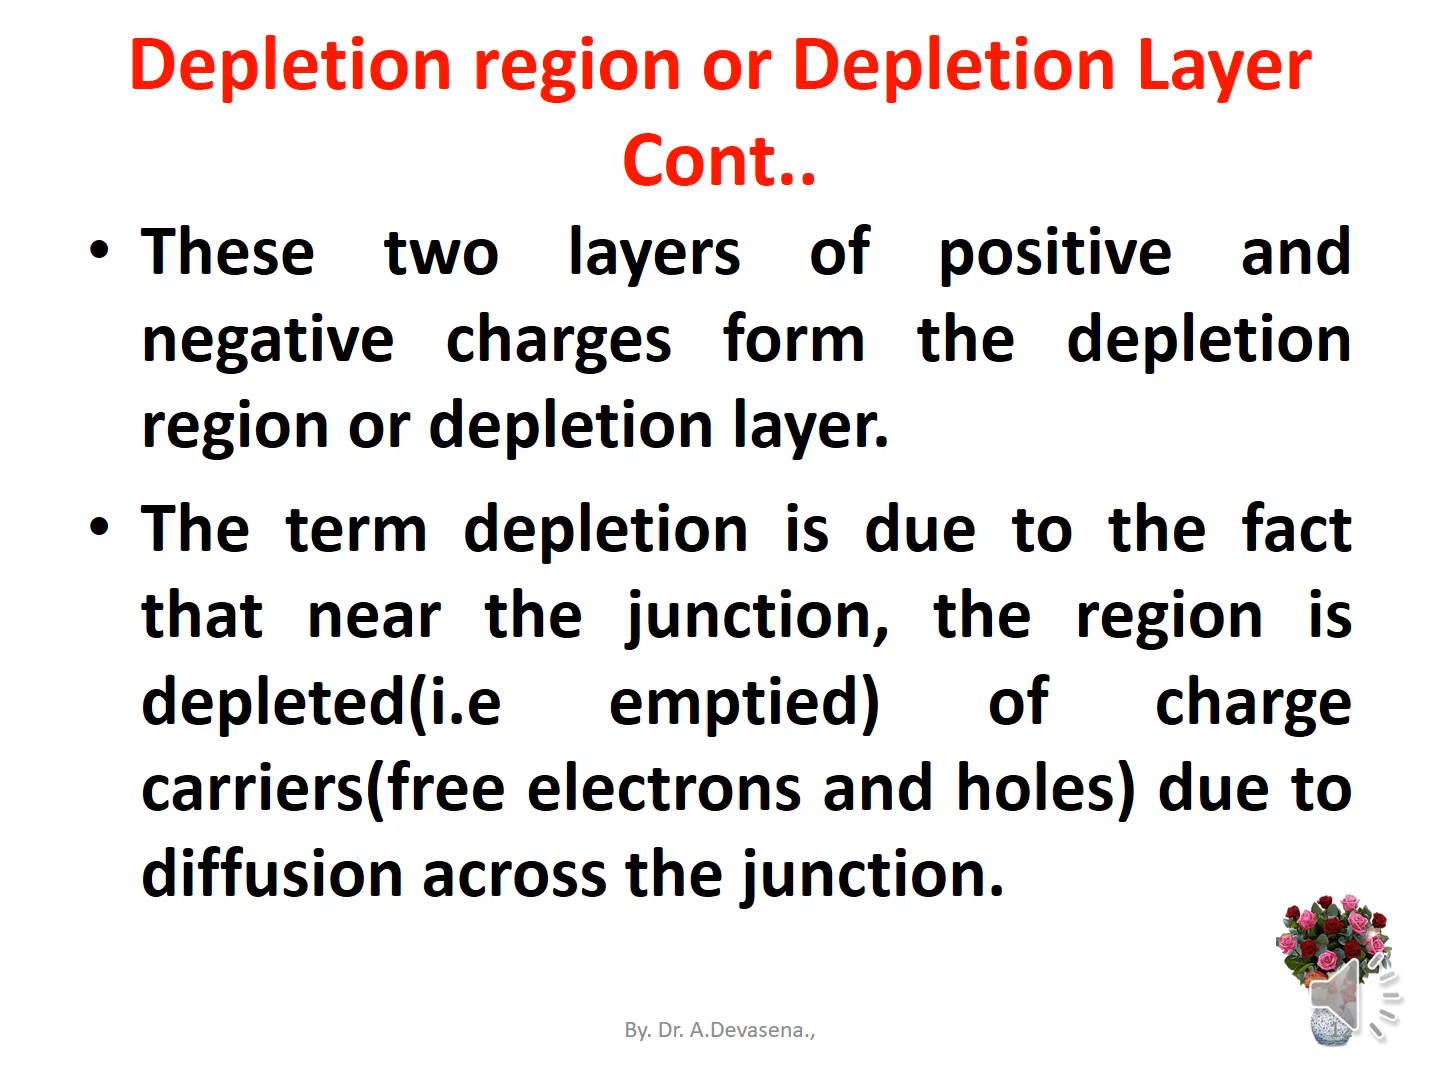 Depletion region or Depletion Layer
Cont..
• These two layers of positive and
negative charges form the depletion
region or depletion layer.
• The term depletion is due to the fact
that near the junction, the region is
depleted(i.e emptied) of charge
carriers(free electrons and holes) due to
diffusion across the junction.
By. Dr. A.Devasena.,